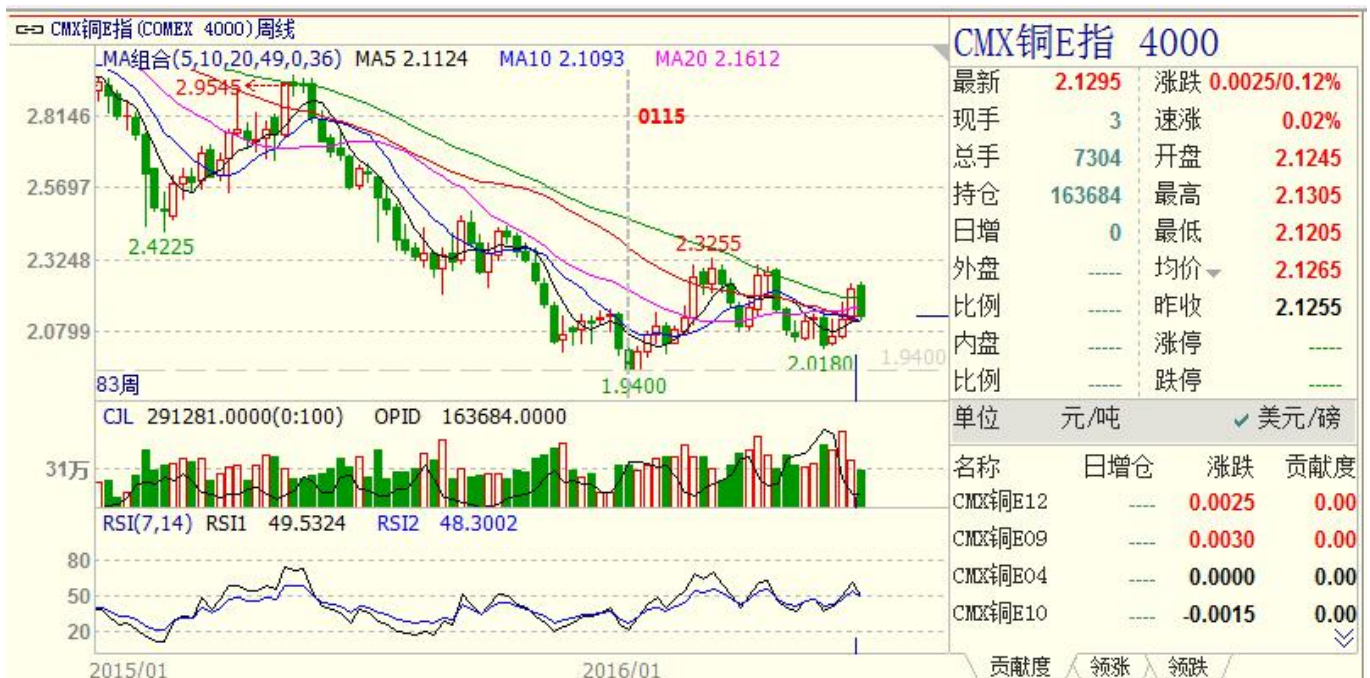 CMX铜E指(COMEX 4000)周线
LMA组合(5,10,20,49,0,36) MA5 2.1124 MA10 2.1093 MA20 2.1612
2.9545
2.8146
0115
2.5697
2.4225
2.3255
2.3248
2.0799
2.0180
1.9400
83周
1.9400
CJL 291281.0000(0:100) OPID 163684.0000
31万
RSI(7,14) RSI1 49.5324 RSI2 48.3002
80
50
20
2015/01 2016/01
CMX铜E指 4000
最新 2.1295 涨跌 0.0025/0.12%
现手 3 速涨 0.02%
总手 7304 开盘 2.1245
持仓 163684 最高 2.1305
日增 0 最低 2.1205
外盘 ----- 均价 2.1265
比例 ----- 昨收 2.1255
内盘 ----- 涨停 -----
比例 ----- 跌停 -----
单位 元/吨 ✓ 美元/磅
名称 日增仓 涨跌 贡献度
CMX铜E12 ---- 0.0025 0.00
CMX铜E09 ---- 0.0030 0.00
CMX铜E04 ---- 0.0000 0.00
CMX铜E10 ---- -0.0015 0.00
贡献度 领涨 领跌